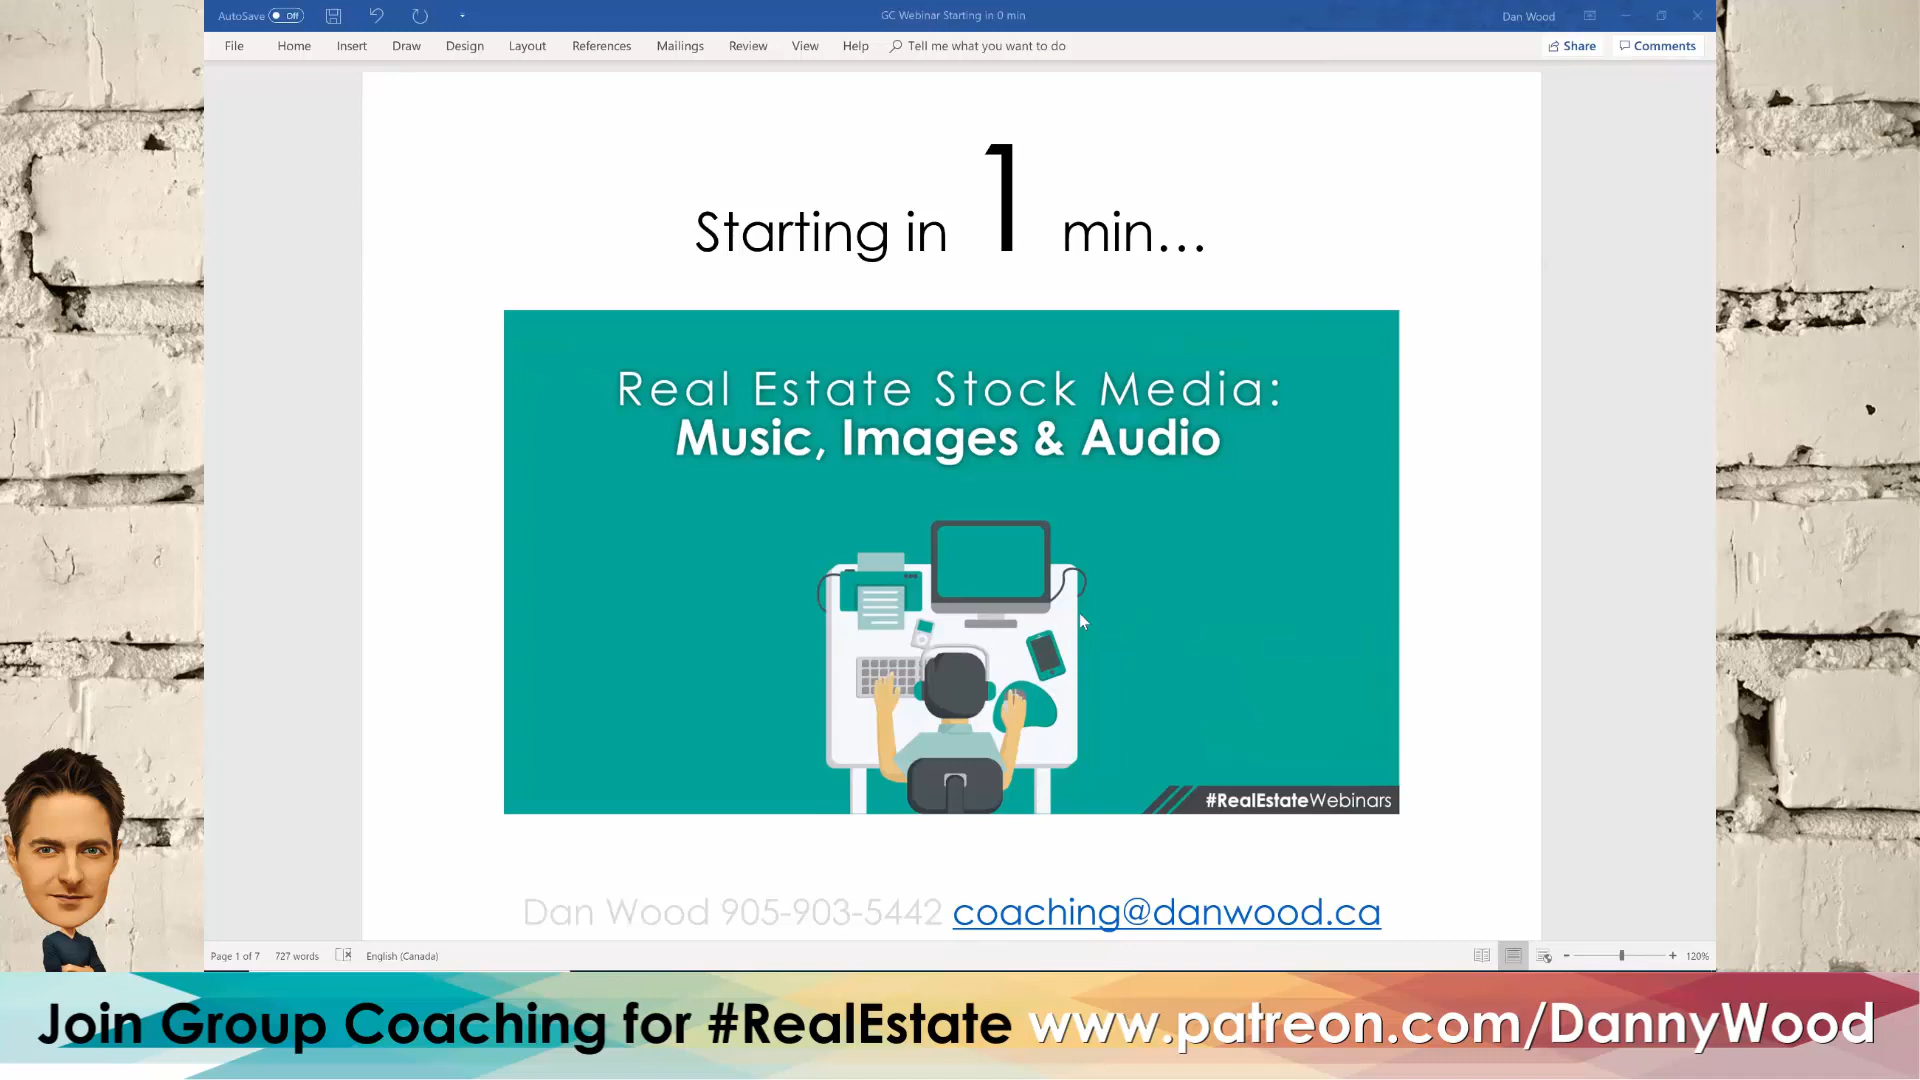 AutoSave Off
GC Webinar Starting in 0 min
Dan Wood
File Home Insert Draw Design Layout References Mailings Review View Help Tell me what you want to do
Share Comments
Starting in 1 min...
Real Estate Stock Media:
Music, Images & Audio
#RealEstateWebinars
Dan Wood 905-903-5442 coaching@danwood.ca
Page 1 of 7 727 words English (Canada) 120%
Join Group Coaching for #RealEstate www.patreon.com/DannyWood